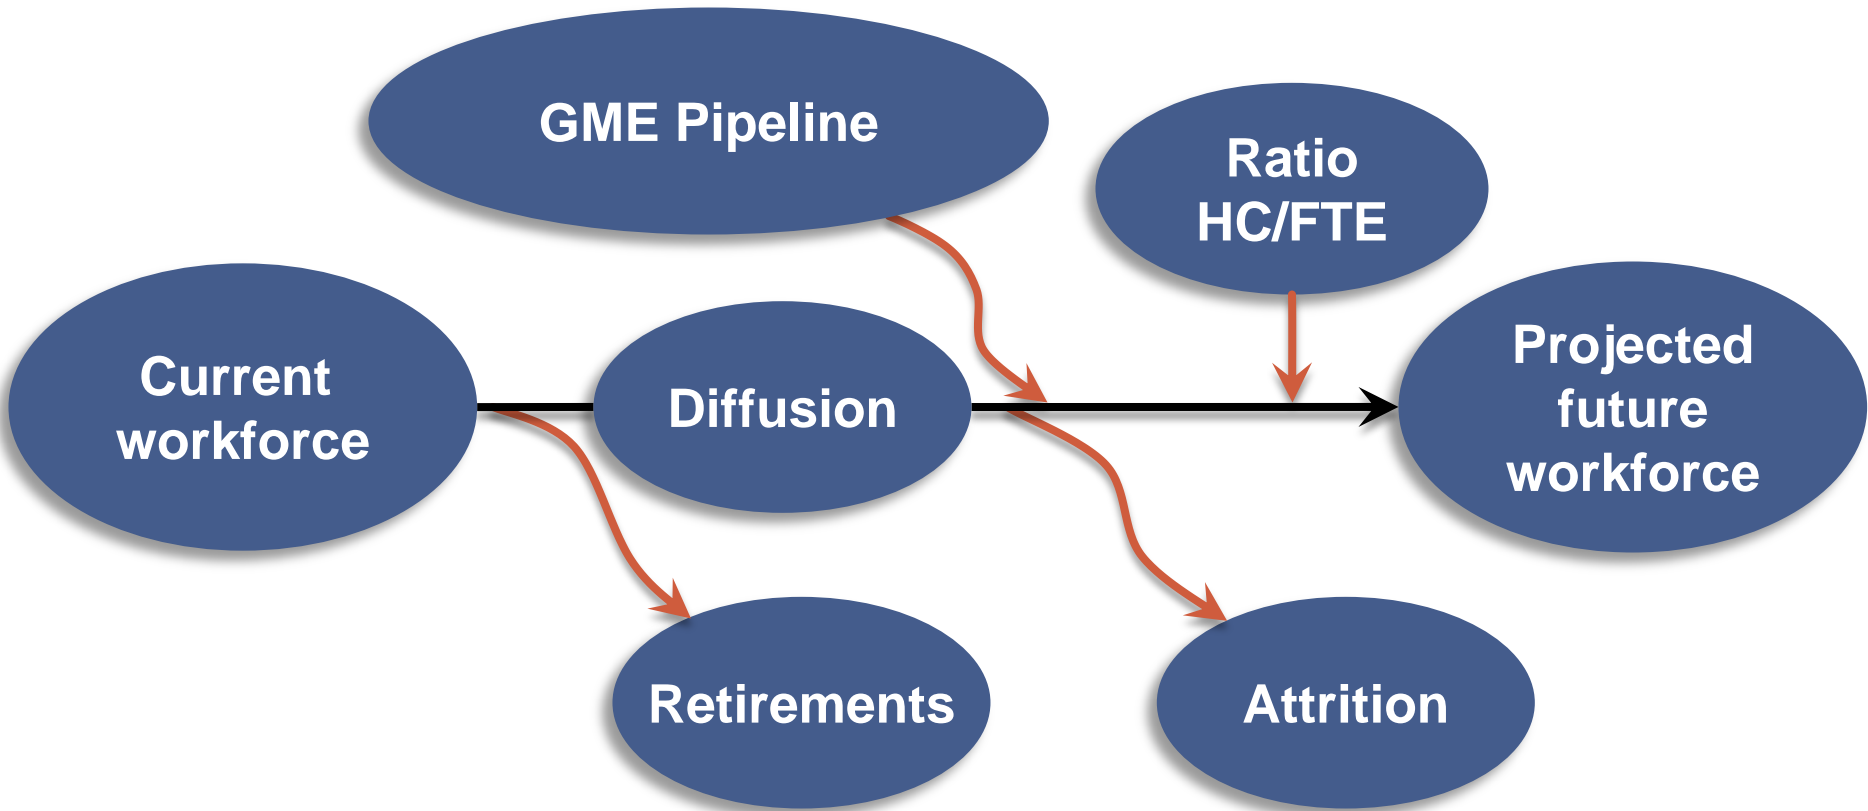 GME Pipeline
Ratio
HC/FTE
Current
workforce
Diffusion
Projected
future
workforce
Retirements
Attrition